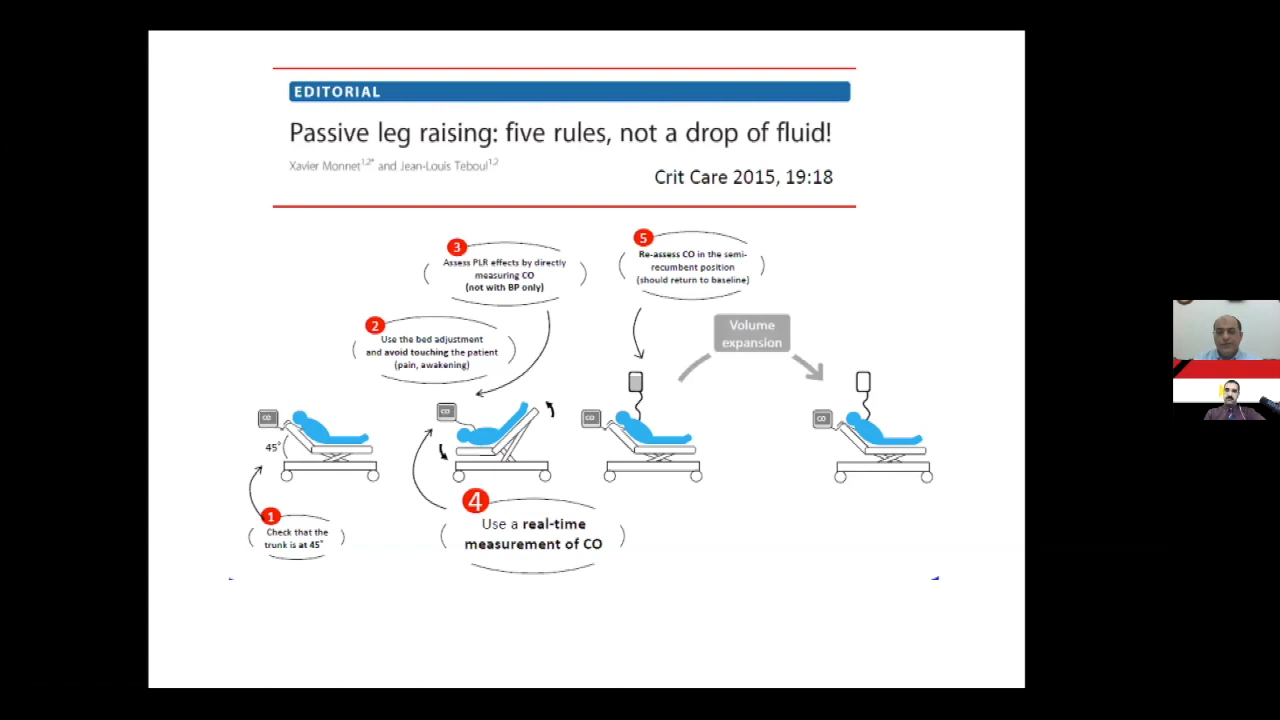 EDITORIAL
Passive leg raising: five rules, not a drop of fluid!
Xavier Monnet1,2* and Jean-Louis Teboul1,2
Crit Care 2015, 19:18
3
Assess PLR effects by directly
measuring CO
(not with BP only)
5
Re-assess CO in the semi-
recumbent position
(should return to baseline)
2
Use the bed adjustment
and avoid touching the patient
(pain, awakening)
Volume
expansion
CO
CO
CO
CO
45°
4
Use a real-time
measurement of CO
1
Check that the
trunk is at 45°